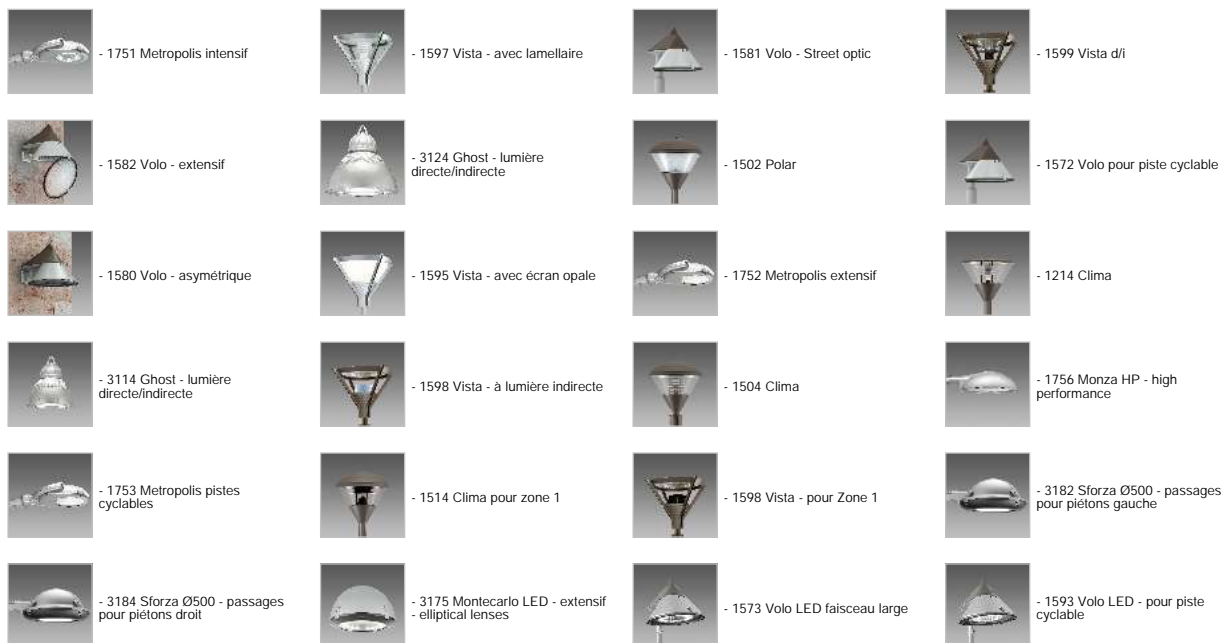 - 1751 Metropolis intensif
- 1597 Vista - avec lamellaire
- 1581 Volo - Street optic
- 1599 Vista d/i
- 1582 Volo - extensif
- 3124 Ghost - lumière
directe/indirecte
- 1502 Polar
- 1572 Volo pour piste cyclable
- 1580 Volo - asymétrique
- 1595 Vista - avec écran opale
- 1752 Metropolis extensif
- 1214 Clima
- 3114 Ghost - lumière
directe/indirecte
- 1598 Vista - à lumière indirecte
- 1504 Clima
- 1756 Monza HP - high
performance
- 1753 Metropolis pistes
cyclables
- 1514 Clima pour zone 1
- 1598 Vista - pour Zone 1
- 3182 Sforza Ø500 - passages
pour piétons gauche
- 3184 Sforza Ø500 - passages
pour piétons droit
- 3175 Montecarlo LED - extensif
- elliptical lenses
- 1573 Volo LED faisceau large
- 1593 Volo LED - pour piste
cyclable